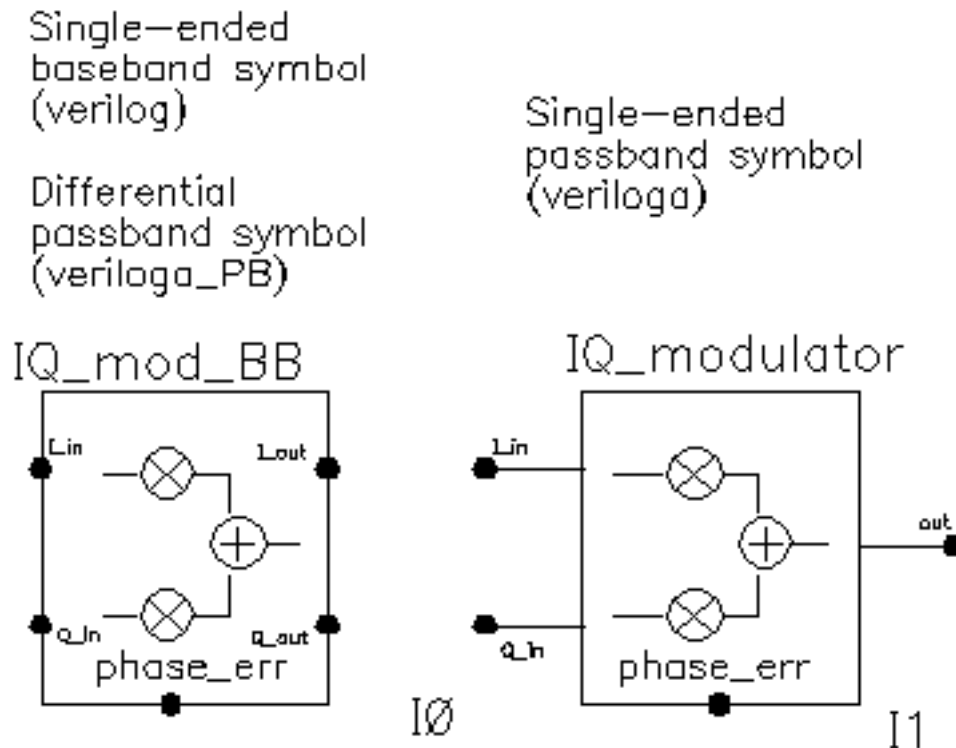 Single-ended
baseband symbol
(verilog)
Differential
passband symbol
(veriloga_PB)
Single-ended
passband symbol
(veriloga)
IQ_mod_BB
I_in
I_out
Q_in
Q_out
phase_err
I0
IQ_modulator
I_in
out
Q_in
phase_err
I1